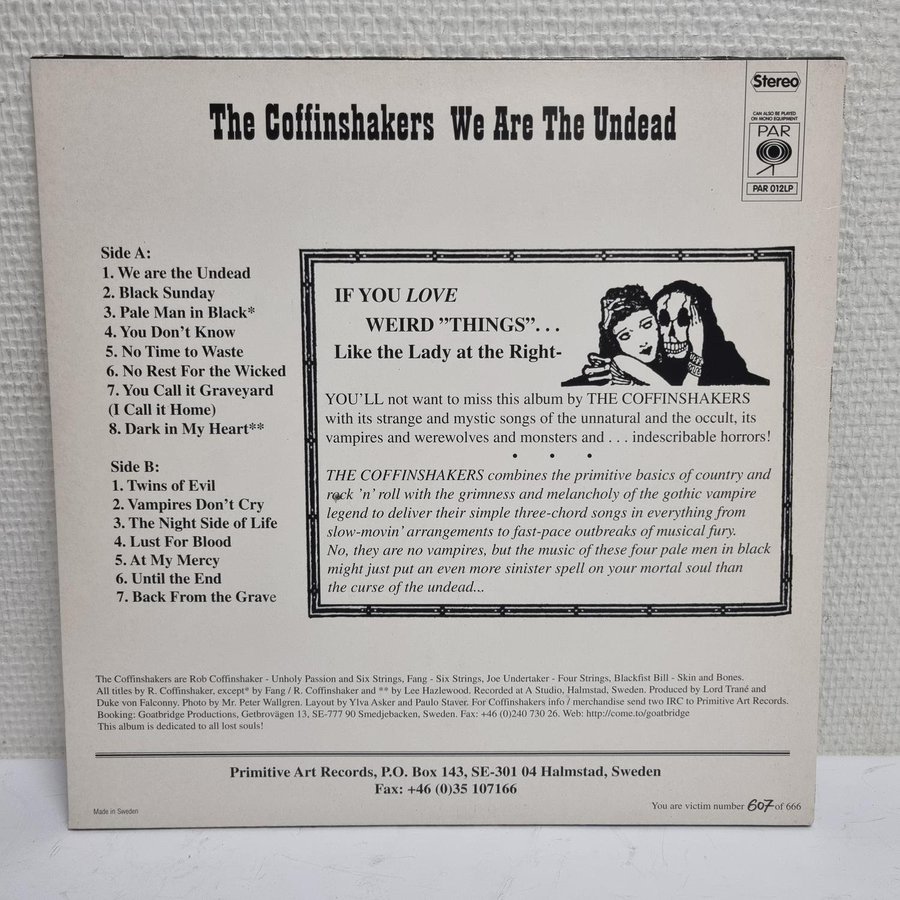 The Coffinshakers We Are The Undead
Stereo
CAN ALSO BE PLAYED
ON MONO EQUIPMENT
PAR
PAR 012LP
Side A:
1. We are the Undead
2. Black Sunday
3. Pale Man in Black*
4. You Don't Know
5. No Time to Waste
6. No Rest For the Wicked
7. You Call it Graveyard
(I Call it Home)
8. Dark in My Heart**
Side B:
1. Twins of Evil
2. Vampires Don't Cry
3. The Night Side of Life
4. Lust For Blood
5. At My Mercy
6. Until the End
7. Back From the Grave
IF YOU LOVE
WEIRD ”THINGS”. . .
Like the Lady at the Right-
YOU'LL not want to miss this album by THE COFFINSHAKERS
with its strange and mystic songs of the unnatural and the occult, its
vampires and werewolves and monsters and . . . indescribable horrors!
• • •
THE COFFINSHAKERS combines the primitive basics of country and
rock 'n' roll with the grimness and melancholy of the gothic vampire
legend to deliver their simple three-chord songs in everything from
slow-movin' arrangements to fast-pace outbreaks of musical fury.
No, they are no vampires, but the music of these four pale men in black
might just put an even more sinister spell on your mortal soul than
the curse of the undead...
The Coffinshakers are Rob Coffinshaker - Unholy Passion and Six Strings, Fang - Six Strings, Joe Undertaker - Four Strings, Blackfist Bill - Skin and Bones.
All titles by R. Coffinshaker, except* by Fang / R. Coffinshaker and ** by Lee Hazlewood. Recorded at A Studio, Halmstad, Sweden. Produced by Lord Trané and
Duke von Falconny. Photo by Mr. Peter Wallgren. Layout by Ylva Asker and Paulo Staver. For Coffinshakers info / merchandise send two IRC to Primitive Art Records.
Booking: Goatbridge Productions, Getbrovägen 13, SE-777 90 Smedjebacken, Sweden. Fax: +46 (0)240 730 26. Web: http://come.to/goatbridge
This album is dedicated to all lost souls!
Primitive Art Records, P.O. Box 143, SE-301 04 Halmstad, Sweden
Fax: +46 (0)35 107166
Made in Sweden
You are victim number 607 of 666